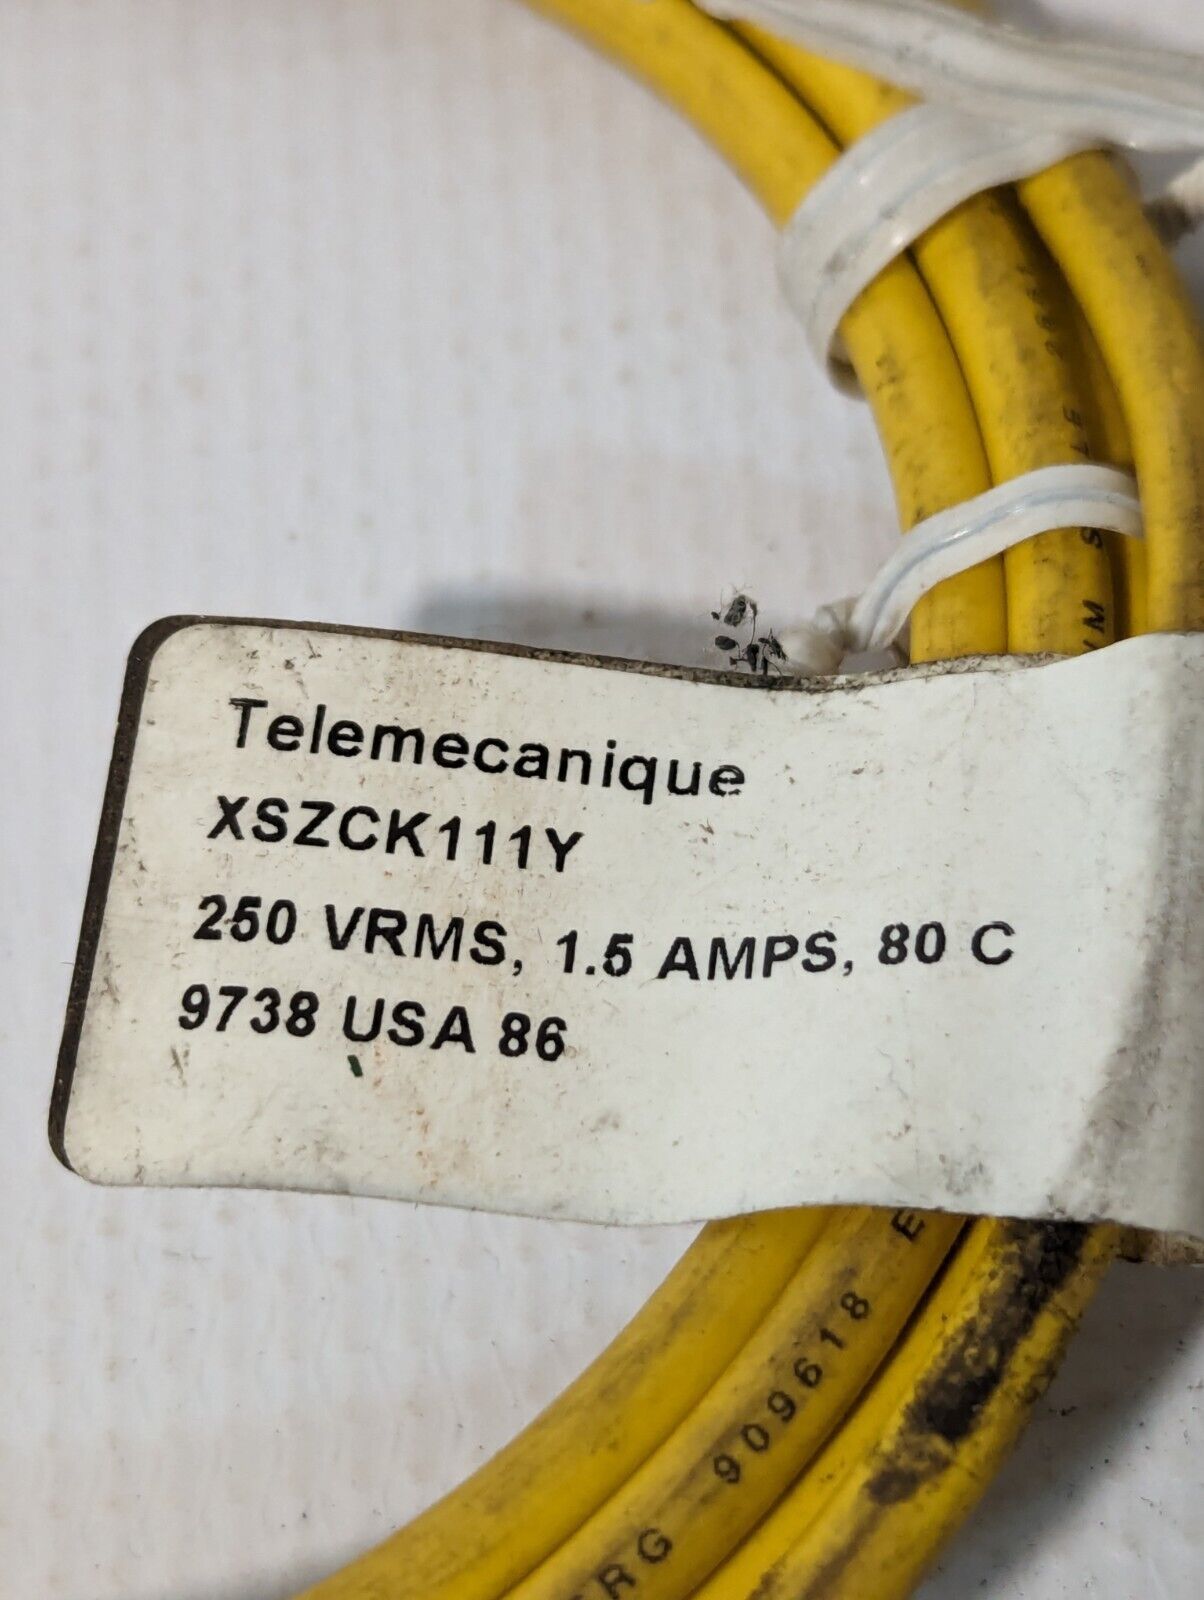 Telemecanique
XSZCK111Y
250 VRMS, 1.5 AMPS, 80 C
9738 USA 86
909618 E